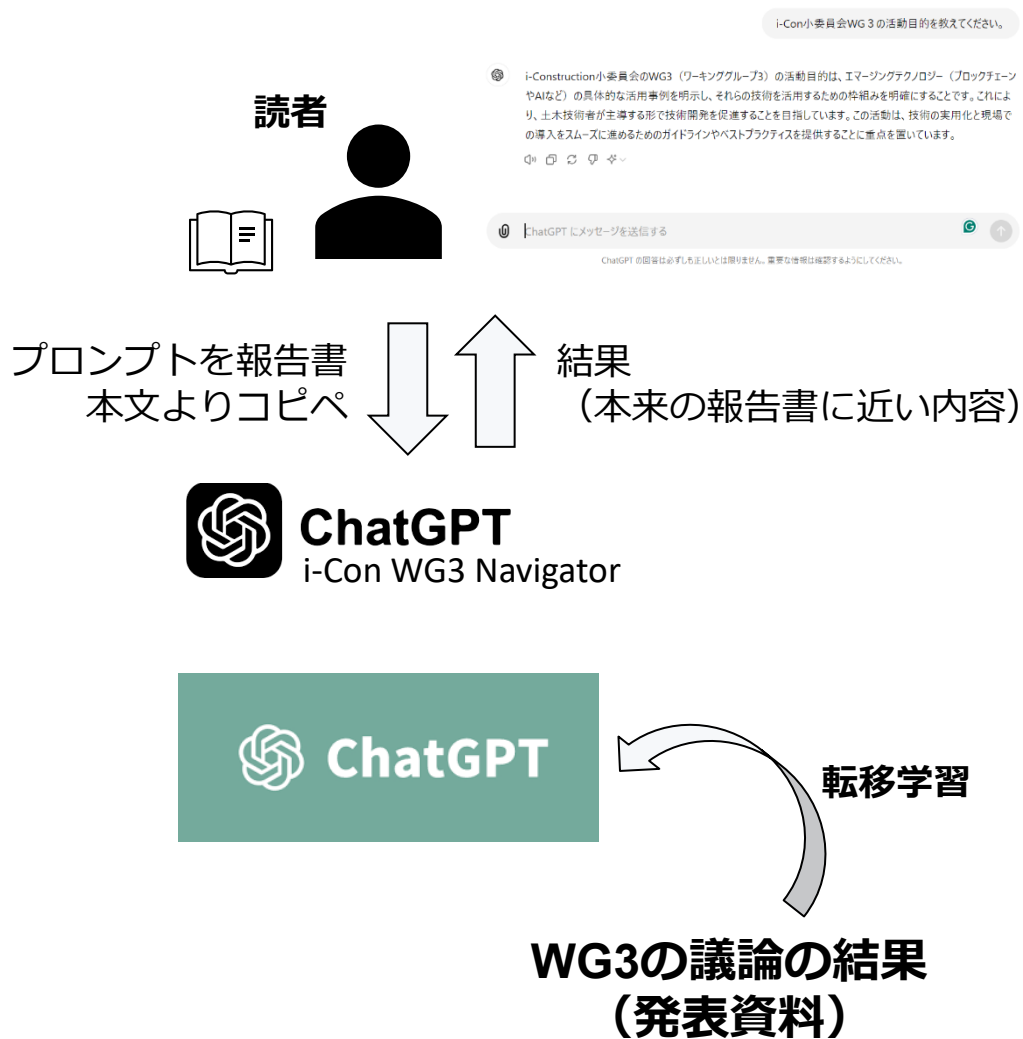 i-Con小委員会WG３の活動目的を教えてください。
i-Construction小委員会のWG3（ワーキンググループ3）の活動目的は、エマージングテクノロジー（ブロックチェーン
やAIなど）の具体的な活用事例を明示し、それらの技術を活用するための枠組みを明確にすることです。これによ
り、土木技術者が主導する形で技術開発を促進することを目指しています。この活動は、技術の実用化と現場で
の導入をスムーズに進めるためのガイドラインやベストプラクティスを提供することに重点を置いています。
ChatGPT にメッセージを送信する
ChatGPT の回答は必ずしも正しいとは限りません。重要な情報は確認するようにしてください。
読者
プロンプトを報告書
本文よりコピペ
結果
（本来の報告書に近い内容）
ChatGPT
i-Con WG3 Navigator
ChatGPT
転移学習
WG3の議論の結果
（発表資料）